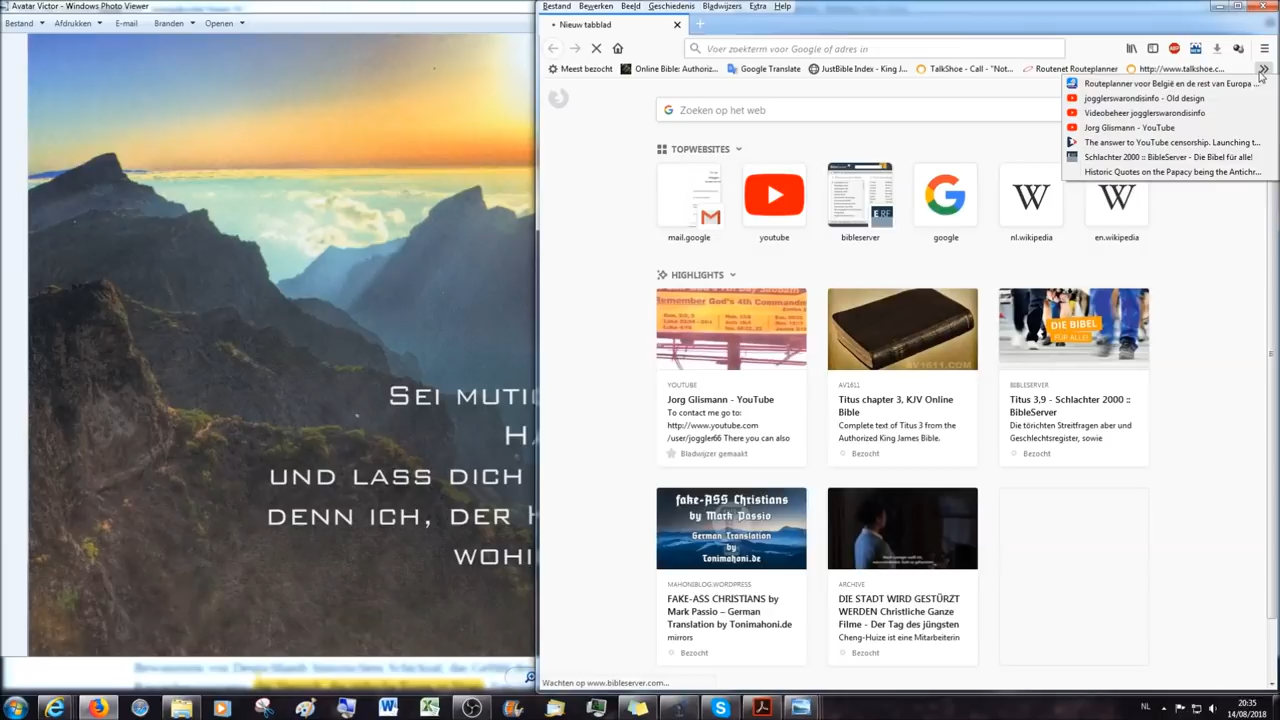 Avatar Victor - Windows Photo Viewer
Bestand Afdrukken E-mail Branden Openen
SEI MUTI
H
UND LASS DICH
DENN ICH, DER H
WOHI
Bestand Bewerken Beeld Geschiedenis Bladwijzers Extra Help
Nieuw tabblad
Voer zoekterm voor Google of adres in
Meest bezocht Online Bible: Authoriz... Google Translate JustBible Index - King J... TalkShoe - Call - "Not... Routenet Routeplanner http://www.talkshoe.c...
Routeplanner voor België en de rest van Europa ...
jogglerswarondisinfo - Old design
Videobeheer jogglerswarondisinfo
Jorg Glismann - YouTube
The answer to YouTube censorship. Launching t...
Schlachter 2000 :: BibleServer - Die Bibel für alle!
Historic Quotes on the Papacy being the Antichr...
Zoeken op het web
TOPWEBSITES
mail.google youtube bibleserver google nl.wikipedia en.wikipedia
HIGHLIGHTS
Remember God's 4th Command
YOUTUBE
Jorg Glismann - YouTube
To contact me go to:
http://www.youtube.com
/user/joggler66 There you can also
Bladwijzer gemaakt
AV1611.COM
AV1611
Titus chapter 3, KJV Online
Bible
Complete text of Titus 3 from the
Authorized King James Bible.
Bezocht
DIE BIBEL
FÜR ALLE!
BIBLESERVER
Titus 3,9 - Schlachter 2000 ::
BibleServer
Die törichten Streitfragen aber und
Geschlechtsregister, sowie
Bezocht
fake-ASS Christians
by Mark Passio
German Translation
by
Tonimahoni.de
MAHONIBLOG.WORDPRESS
FAKE-ASS CHRISTIANS by
Mark Passio – German
Translation by Tonimahoni.de
mirrors
Bezocht
ARCHIVE
DIE STADT WIRD GESTÜRZT
WERDEN Christliche Ganze
Filme - Der Tag des jüngsten
Cheng-Huize ist eine Mitarbeiterin
Bezocht
Wachten op www.bibleserver.com...
NL
20:35
14/08/2018